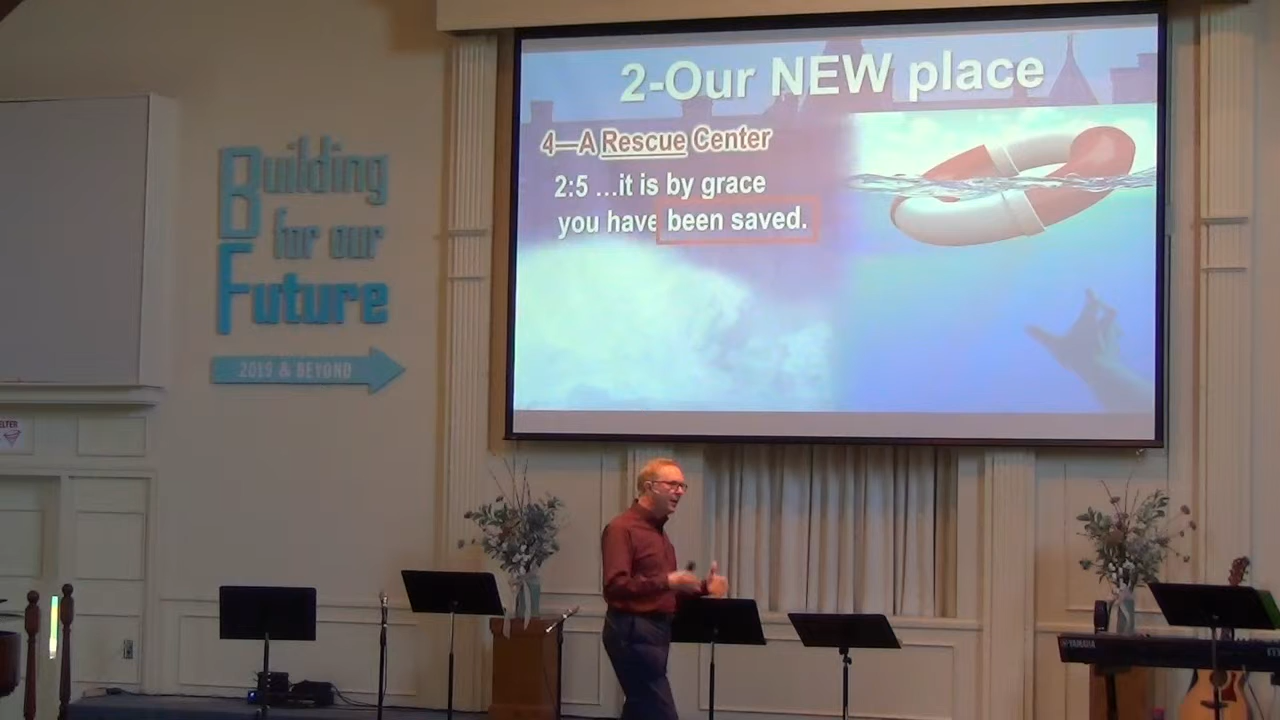 Building
for our
Future
2019 & BEYOND
2-Our NEW place
4—A Rescue Center
2:5 ...it is by grace
you have been saved.
YAMAHA